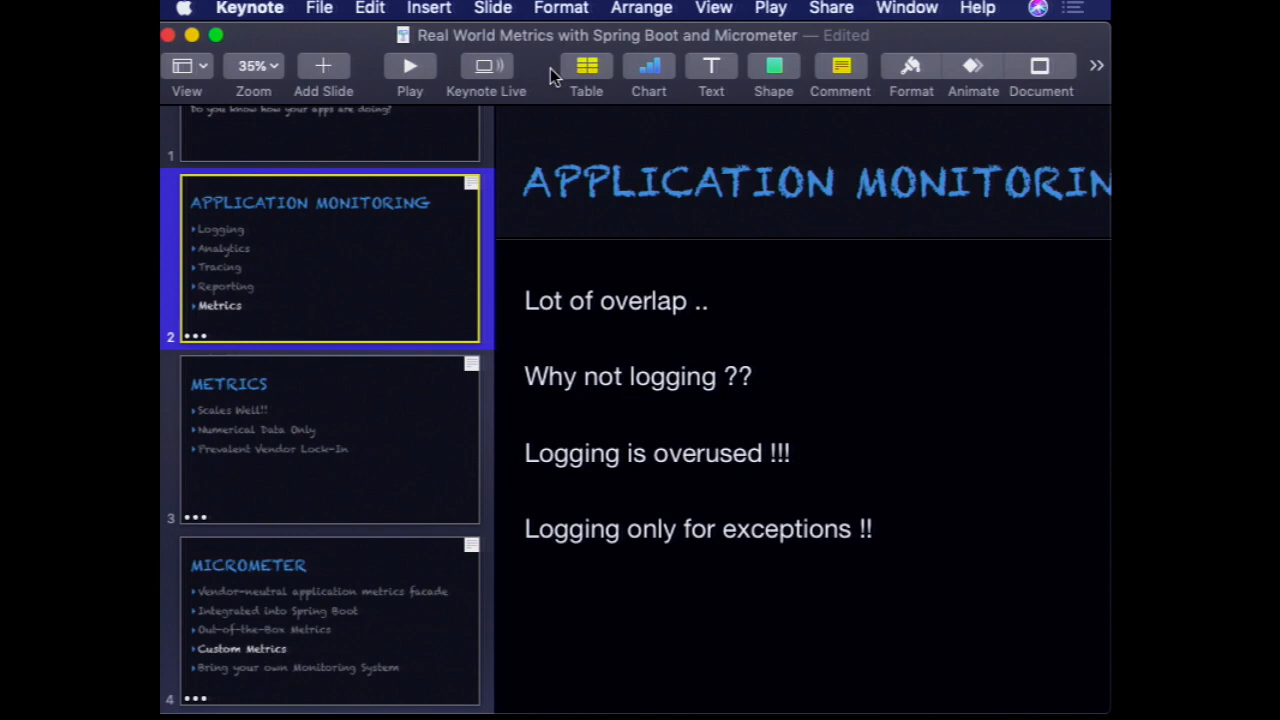 Keynote File Edit Insert Slide Format Arrange View Play Share Window Help
Real World Metrics with Spring Boot and Micrometer — Edited
35%
View Zoom Add Slide Play Keynote Live Table Chart Text Shape Comment Format Animate Document
Do you know how your apps are doing?
1
APPLICATION MONITORING
Logging
Analytics
Tracing
Reporting
Metrics
2
METRICS
Scales Well!!
Numerical Data Only
Prevalent Vendor Lock-In
3
MICROMETER
Vendor-neutral application metrics facade
Integrated into Spring Boot
Out-of-the-Box Metrics
Custom Metrics
Bring your own Monitoring System
4
APPLICATION MONITORIN
Lot of overlap ..
Why not logging ??
Logging is overused !!!
Logging only for exceptions !!